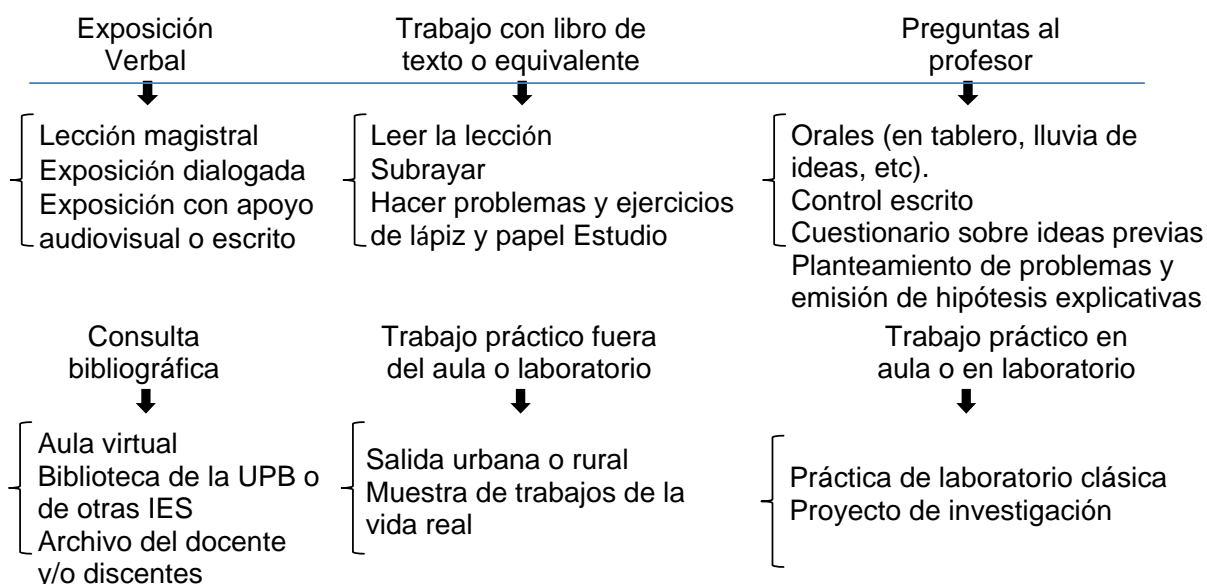 Exposición
Verbal
Trabajo con libro de
texto o equivalente
Preguntas al
profesor
Lección magistral
Exposición dialogada
Exposición con apoyo
audiovisual o escrito
Leer la lección
Subrayar
Hacer problemas y ejercicios
de lápiz y papel Estudio
Orales (en tablero, lluvia de
ideas, etc).
Control escrito
Cuestionario sobre ideas previas
Planteamiento de problemas y
emisión de hipótesis explicativas
Consulta
bibliográfica
Trabajo práctico fuera
del aula o laboratorio
Trabajo práctico en
aula o en laboratorio
Aula virtual
Biblioteca de la UPB o
de otras IES
Archivo del docente
y/o discentes
Salida urbana o rural
Muestra de trabajos de la
vida real
Práctica de laboratorio clásica
Proyecto de investigación